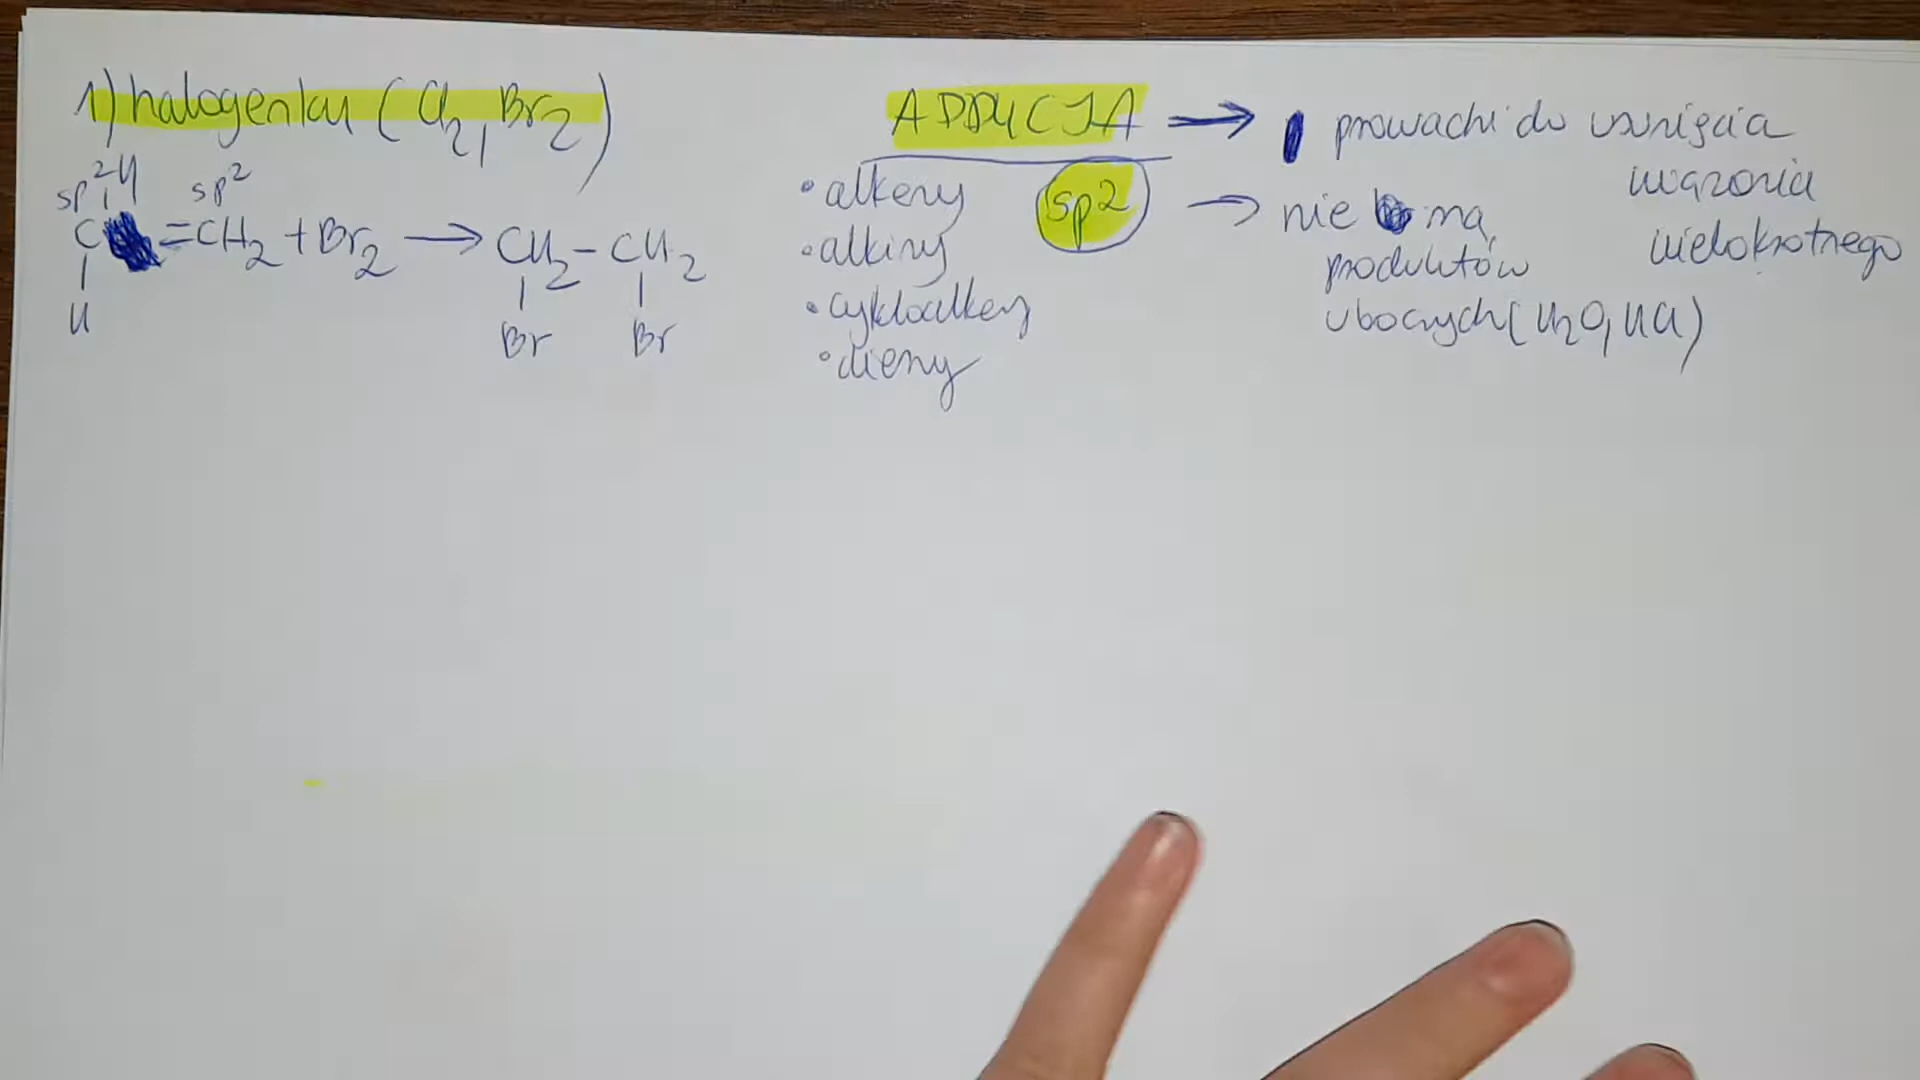 1) halogenku (Cl2, Br2)
sp2 H sp2
C =CH2 + Br2 → CH2 - CH2
H Br Br
ADDYCJA → prowadzi do usunięcia
wiązania
wielokrotnego
sp2 → nie ma
produktów
ubocznych (H2O, HCl)
• alkeny
• alkiny
• cykloalkeny
• dieny